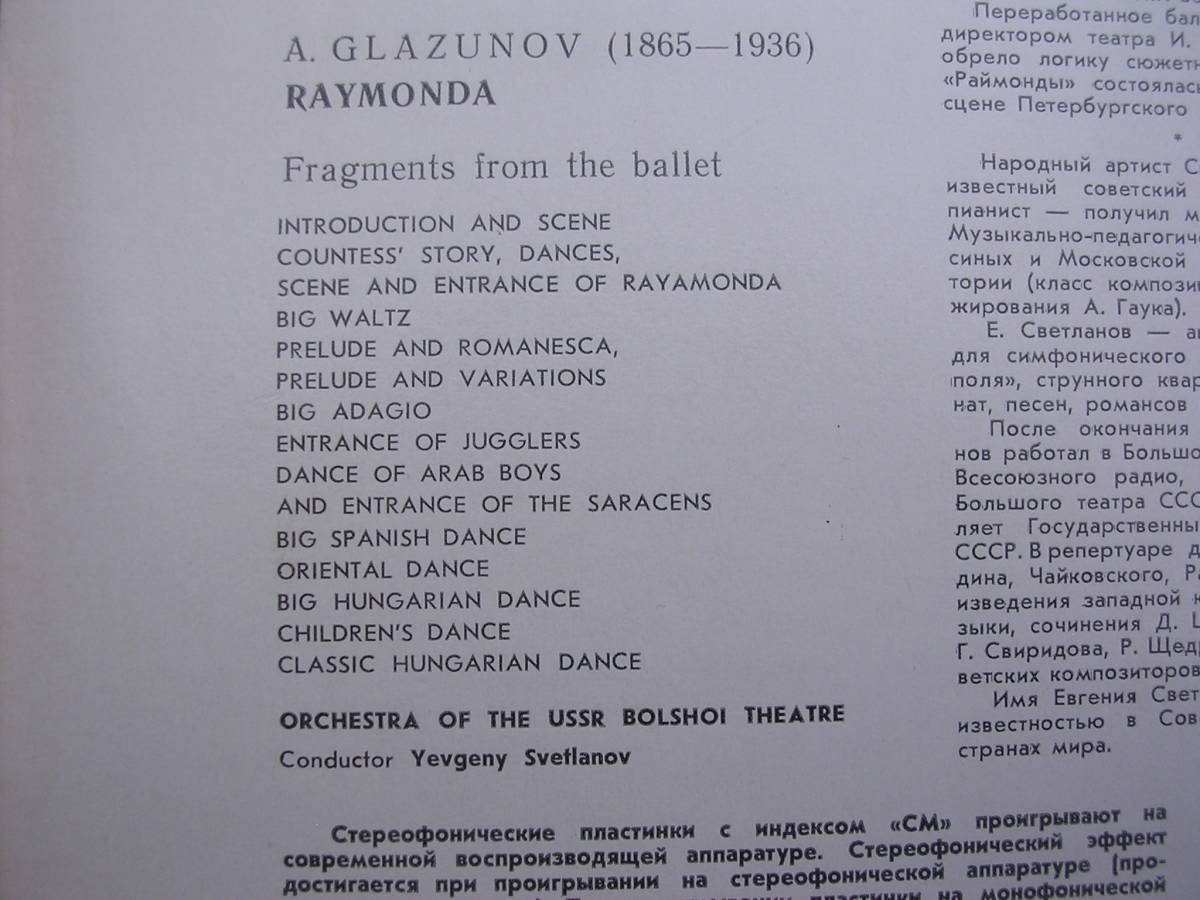 A. GLAZUNOV (1865—1936)
RAYMONDA
Fragments from the ballet
INTRODUCTION AND SCENE
COUNTESS' STORY, DANCES,
SCENE AND ENTRANCE OF RAYAMONDA
BIG WALTZ
PRELUDE AND ROMANESCA,
PRELUDE AND VARIATIONS
BIG ADAGIO
ENTRANCE OF JUGGLERS
DANCE OF ARAB BOYS
AND ENTRANCE OF THE SARACENS
BIG SPANISH DANCE
ORIENTAL DANCE
BIG HUNGARIAN DANCE
CHILDREN'S DANCE
CLASSIC HUNGARIAN DANCE
ORCHESTRA OF THE USSR BOLSHOI THEATRE
Conductor Yevgeny Svetlanov
Переработанное бал
директором театра И.
обрело логику сюжетн
«Раймонды» состоялась
сцене Петербургского
*
Народный артист С
известный советский
пианист — получил м
Музыкально-педагогиче
синых и Московской
тории (класс компози
жирования А. Гаука).
Е. Светланов — а
для симфонического
поля», струнного квар
нат, песен, романсов
После окончания
нов работал в Большо
Всесоюзного радио,
Большого театра ССС
ляет Государственны
СССР. В репертуаре д
дина, Чайковского, Ра
изведения западной к
зыки, сочинения Д. Ш
Г. Свиридова, Р. Щедр
ветских композиторов
Имя Евгения Свет
известностью в Сов
странах мира.
Стереофонические пластинки с индексом «СМ» проигрывают на
современной воспроизводящей аппаратуре. Стереофонический эффект
достигается при проигрывании на стереофонической аппаратуре (про-
пластинки на монофонической